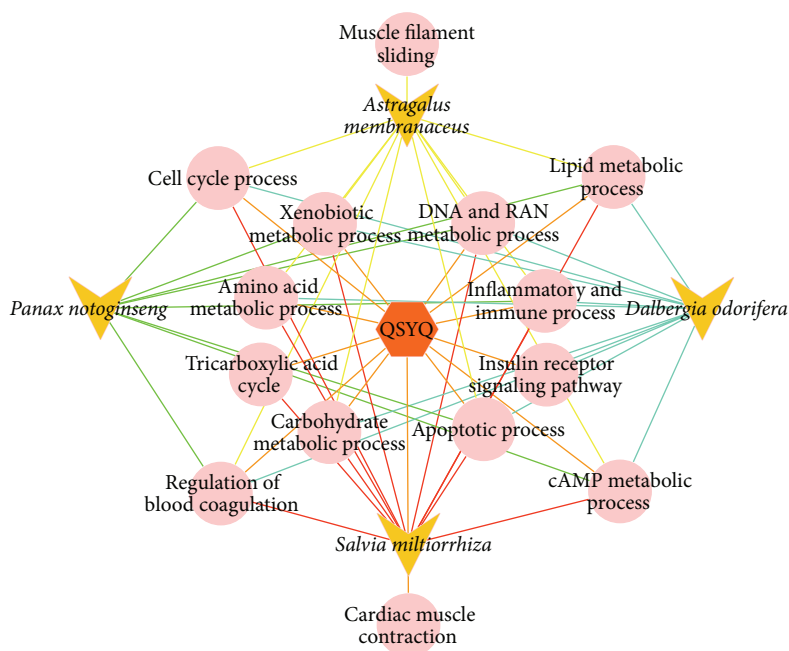 Muscle filament
sliding
Astragalus
membranaceus
Cell cycle process
Lipid metabolic
process
Xenobiotic
metabolic process
DNA and RAN
metabolic process
Panax notoginseng
Amino acid
metabolic process
QSYQ
Inflammatory and
immune process
Dalbergia odorifera
Tricarboxylic acid
cycle
Insulin receptor
signaling pathway
Carbohydrate
metabolic process
Apoptotic process
Regulation of
blood coagulation
cAMP metabolic
process
Salvia miltiorrhiza
Cardiac muscle
contraction